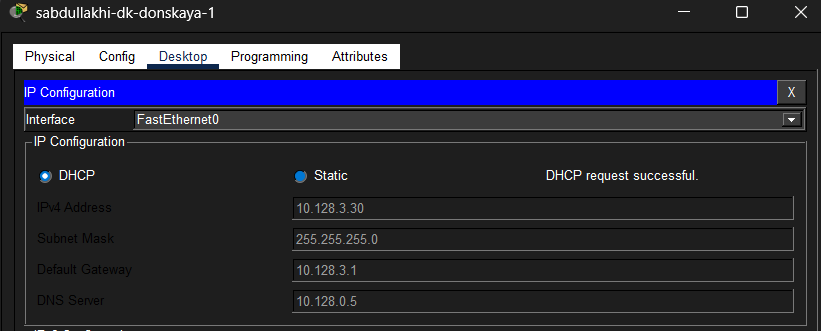 sabdullakhi-dk-donskaya-1
Physical Config Desktop Programming Attributes
IP Configuration X
Interface FastEthernet0
IP Configuration
DHCP Static DHCP request successful.
IPv4 Address 10.128.3.30
Subnet Mask 255.255.255.0
Default Gateway 10.128.3.1
DNS Server 10.128.0.5